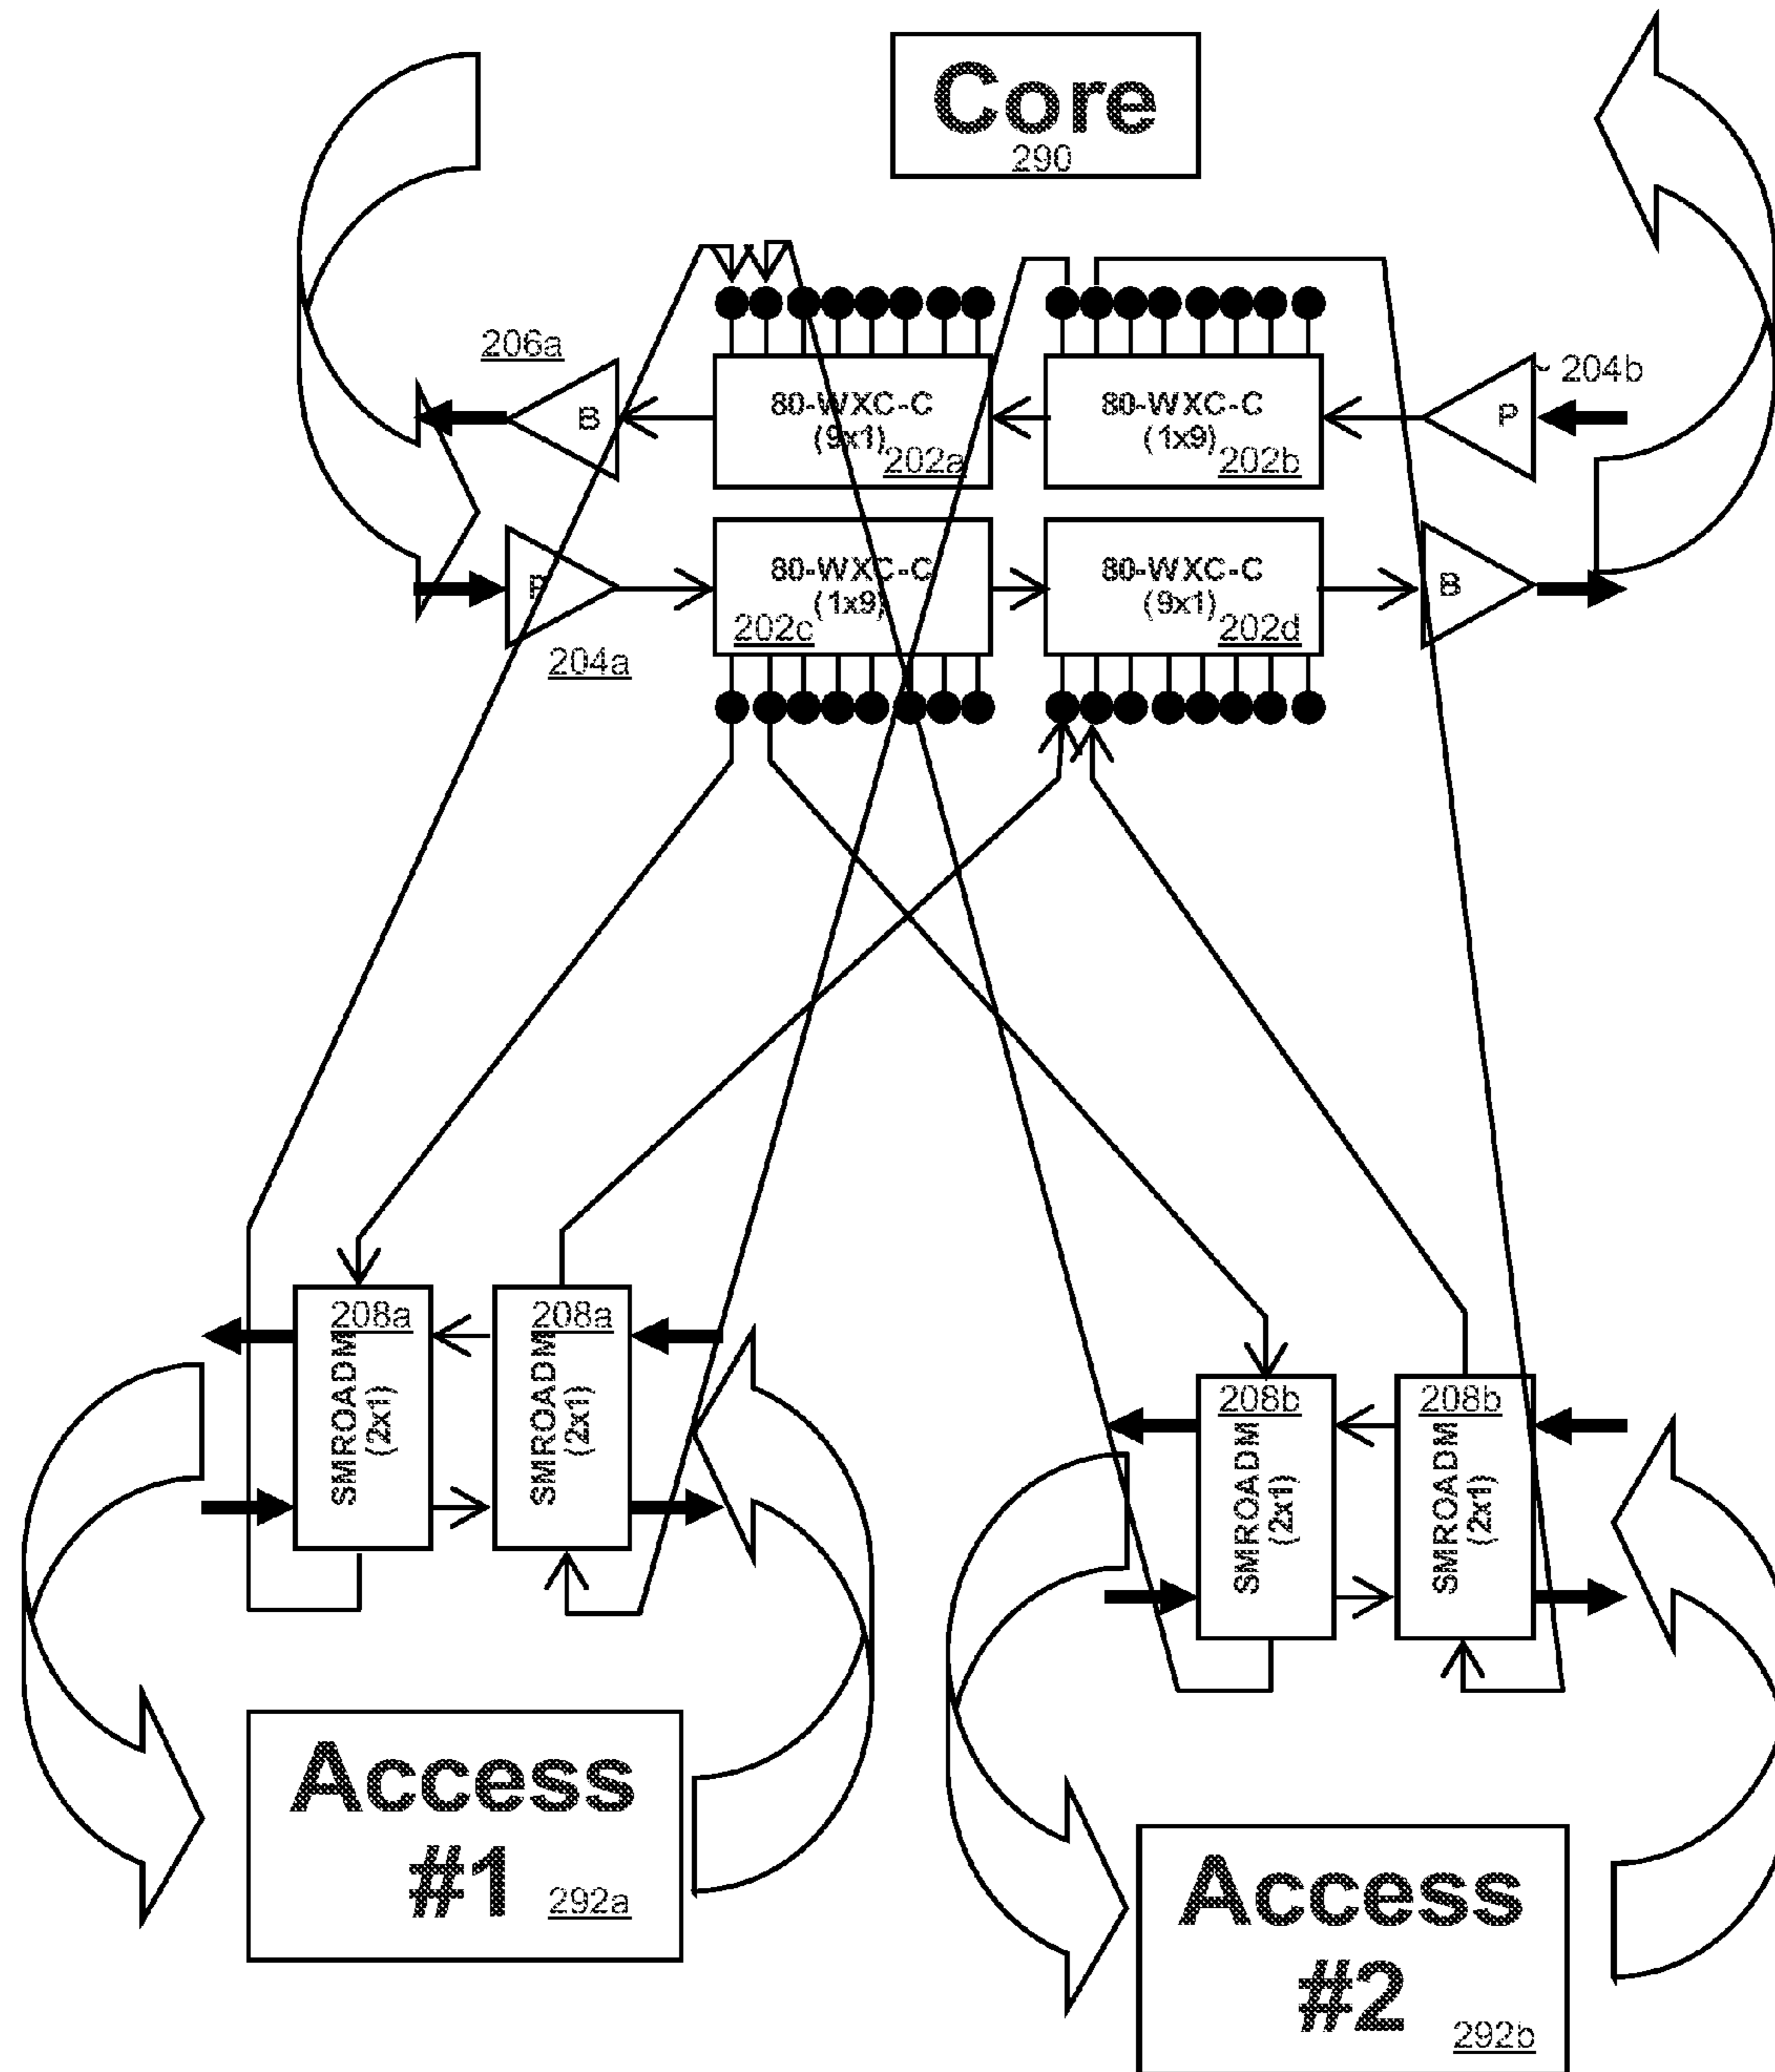 Core
290
206a
B
80-WXC-C
(9x1)
202a
80-WXC-C
(1x9)
202b
P
204b
P
204a
80-WXC-C
(1x9)
202c
80-WXC-C
(9x1)
202d
B
208a
SMROADM
(2x1)
208a
SMROADM
(2x1)
208b
SMROADM
(2x1)
208b
SMROADM
(2x1)
Access
#1
292a
Access
#2
292b